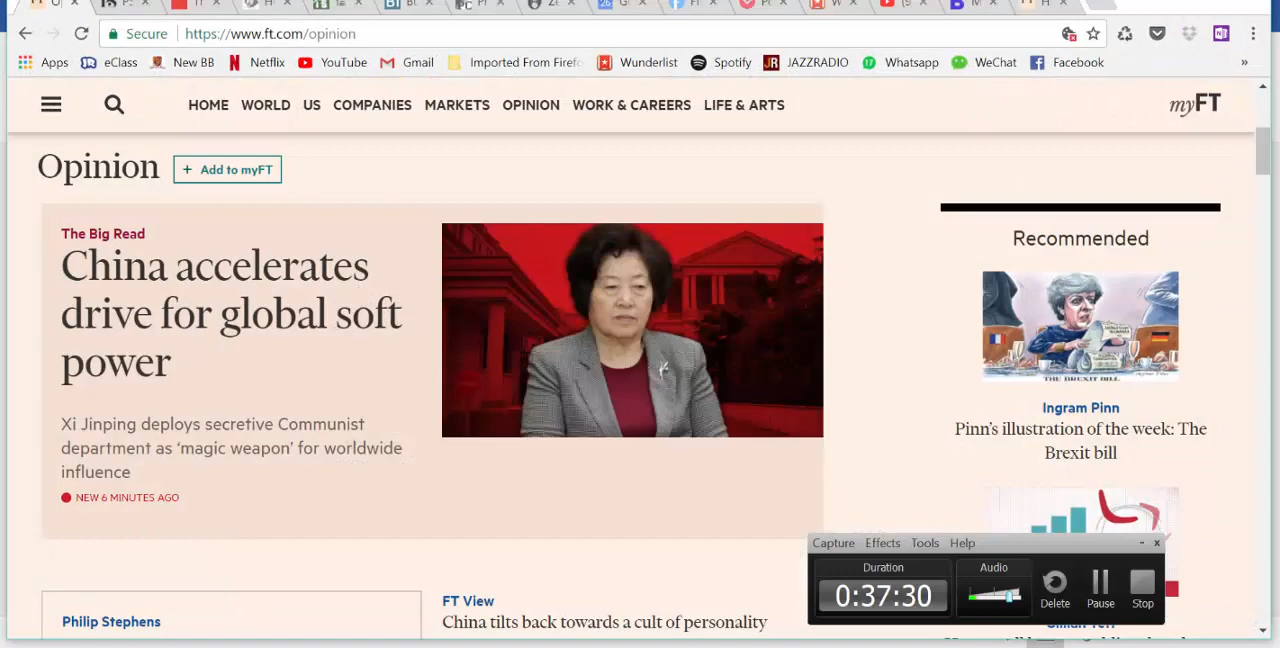 Secure https://www.ft.com/opinion
Apps eClass New BB Netflix YouTube Gmail Imported From Firef Wunderlist Spotify JAZZRADIO Whatsapp WeChat Facebook »
HOME WORLD US COMPANIES MARKETS OPINION WORK & CAREERS LIFE & ARTS
myFT
Opinion
+ Add to myFT
The Big Read
China accelerates
drive for global soft
power
Xi Jinping deploys secretive Communist
department as ‘magic weapon’ for worldwide
influence
NEW 6 MINUTES AGO
Recommended
THE BREXIT BILL
Ingram Pinn
Pinn’s illustration of the week: The
Brexit bill
Philip Stephens
FT View
China tilts back towards a cult of personality
Capture Effects Tools Help
Duration
0:37:30
Audio
Delete
Pause
Stop